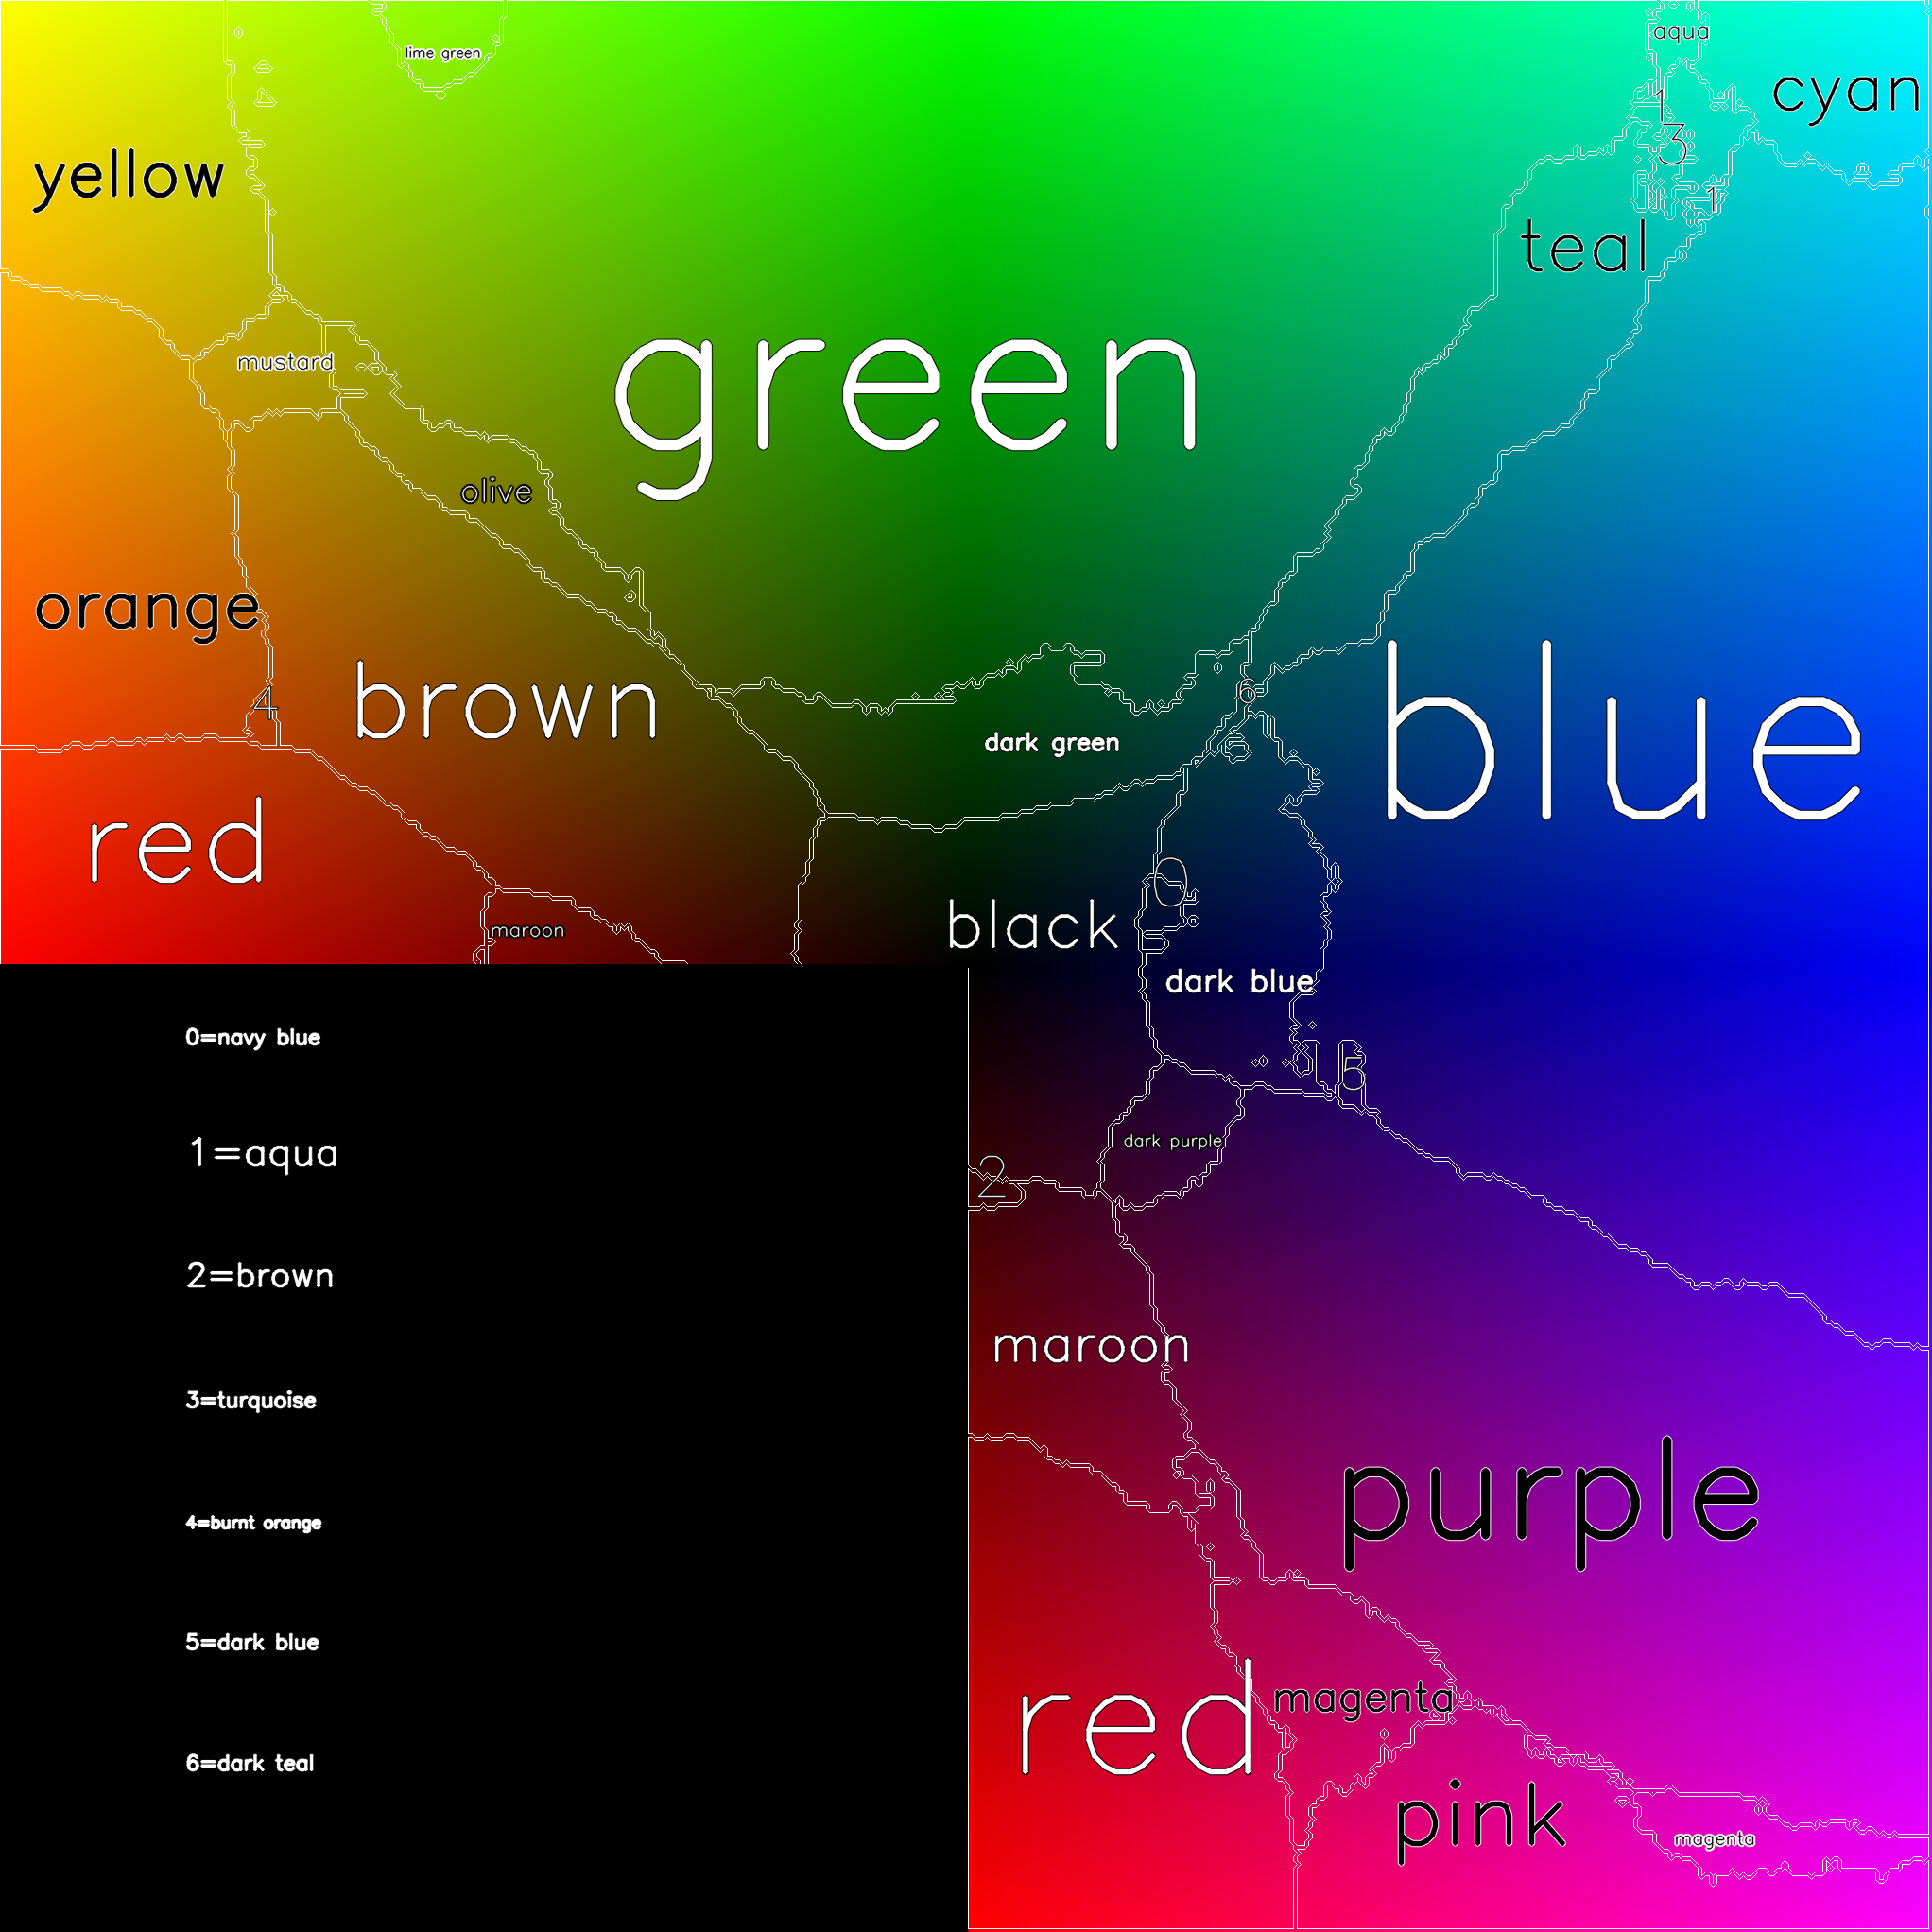 lime green
aqua
cyan
1
3
yellow
1
teal
mustard
green
olive
orange
4
brown
6
dark green
blue
red
0
maroon
black
dark blue
0=navy blue
5
1=aqua
dark purple
2
2=brown
maroon
3=turquoise
purple
4=burnt orange
5=dark blue
red
magenta
6=dark teal
pink
magenta